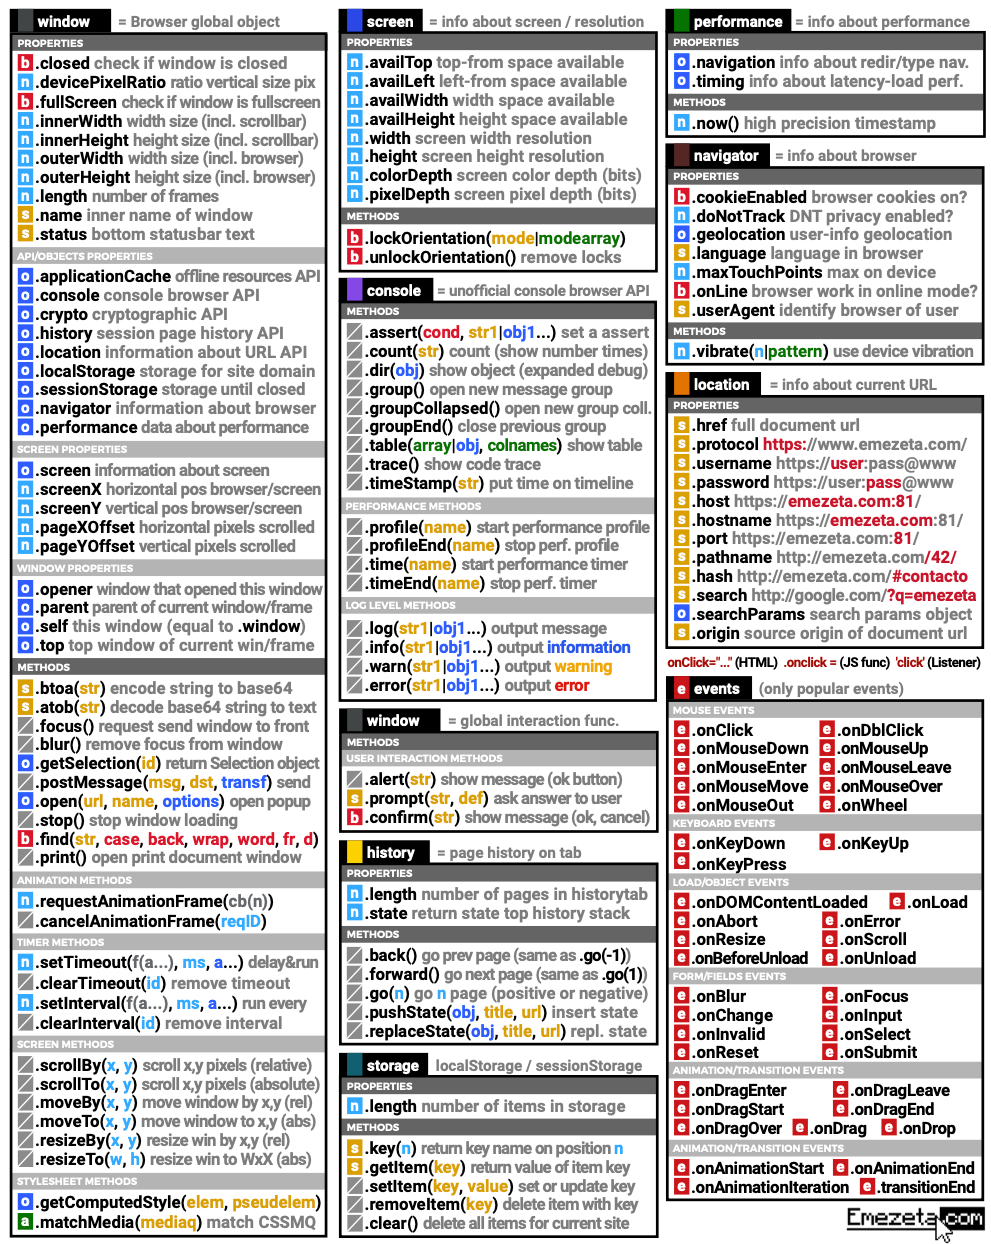 window = Browser global object
PROPERTIES
b .closed check if window is closed
n .devicePixelRatio ratio vertical size pix
b .fullScreen check if window is fullscreen
n .innerWidth width size (incl. scrollbar)
n .innerHeight height size (incl. scrollbar)
n .outerWidth width size (incl. browser)
n .outerHeight height size (incl. browser)
n .length number of frames
s .name inner name of window
s .status bottom statusbar text
API/OBJECTS PROPERTIES
o .applicationCache offline resources API
o .console console browser API
o .crypto cryptographic API
o .history session page history API
o .location information about URL API
o .localStorage storage for site domain
o .sessionStorage storage until closed
o .navigator information about browser
o .performance data about performance
SCREEN PROPERTIES
o .screen information about screen
n .screenX horizontal pos browser/screen
n .screenY vertical pos browser/screen
n .pageXOffset horizontal pixels scrolled
n .pageYOffset vertical pixels scrolled
WINDOW PROPERTIES
o .opener window that opened this window
o .parent parent of current window/frame
o .self this window (equal to .window)
o .top top window of current win/frame
METHODS
s .btoa(str) encode string to base64
s .atob(str) decode base64 string to text
.focus() request send window to front
.blur() remove focus from window
o .getSelection(id) return Selection object
.postMessage(msg, dst, transf) send
o .open(url, name, options) open popup
.stop() stop window loading
b .find(str, case, back, wrap, word, fr, d)
.print() open print document window
ANIMATION METHODS
n .requestAnimationFrame(cb(n))
.cancelAnimationFrame(reqID)
TIMER METHODS
n .setTimeout(f(a...), ms, a...) delay&run
.clearTimeout(id) remove timeout
n .setInterval(f(a...), ms, a...) run every
.clearInterval(id) remove interval
SCREEN METHODS
.scrollBy(x, y) scroll x,y pixels (relative)
.scrollTo(x, y) scroll x,y pixels (absolute)
.moveBy(x, y) move window by x,y (rel)
.moveTo(x, y) move window to x,y (abs)
.resizeBy(x, y) resize win by x,y (rel)
.resizeTo(w, h) resize win to WxX (abs)
STYLESHEET METHODS
o .getComputedStyle(elem, pseudelem)
a .matchMedia(mediaq) match CSSMQ
screen = info about screen / resolution
PROPERTIES
n .availTop top-from space available
n .availLeft left-from space available
n .availWidth width space available
n .availHeight height space available
n .width screen width resolution
n .height screen height resolution
n .colorDepth screen color depth (bits)
n .pixelDepth screen pixel depth (bits)
METHODS
b .lockOrientation(mode|modearray)
b .unlockOrientation() remove locks
console = unofficial console browser API
METHODS
.assert(cond, str1|obj1...) set a assert
.count(str) count (show number times)
.dir(obj) show object (expanded debug)
.group() open new message group
.groupCollapsed() open new group coll.
.groupEnd() close previous group
.table(array|obj, colnames) show table
.trace() show code trace
.timeStamp(str) put time on timeline
PERFORMANCE METHODS
.profile(name) start performance profile
.profileEnd(name) stop perf. profile
.time(name) start performance timer
.timeEnd(name) stop perf. timer
LOG LEVEL METHODS
.log(str1|obj1...) output message
.info(str1|obj1...) output information
.warn(str1|obj1...) output warning
.error(str1|obj1...) output error
window = global interaction func.
METHODS
USER INTERACTION METHODS
.alert(str) show message (ok button)
s .prompt(str, def) ask answer to user
b .confirm(str) show message (ok, cancel)
history = page history on tab
PROPERTIES
n .length number of pages in historytab
n .state return state top history stack
METHODS
.back() go prev page (same as .go(-1))
.forward() go next page (same as .go(1))
.go(n) go n page (positive or negative)
.pushState(obj, title, url) insert state
.replaceState(obj, title, url) repl. state
storage localStorage / sessionStorage
PROPERTIES
n .length number of items in storage
METHODS
s .key(n) return key name on position n
s .getItem(key) return value of item key
.setItem(key, value) set or update key
.removeItem(key) delete item with key
.clear() delete all items for current site
performance = info about performance
PROPERTIES
o .navigation info about redir/type nav.
o .timing info about latency-load perf.
METHODS
n .now() high precision timestamp
navigator = info about browser
PROPERTIES
b .cookieEnabled browser cookies on?
n .doNotTrack DNT privacy enabled?
o .geolocation user-info geolocation
s .language language in browser
n .maxTouchPoints max on device
b .onLine browser work in online mode?
s .userAgent identify browser of user
METHODS
n .vibrate(n|pattern) use device vibration
location = info about current URL
PROPERTIES
s .href full document url
s .protocol https://www.emezeta.com/
s .username https://user:pass@www
s .password https://user:pass@www
s .host https://emezeta.com:81/
s .hostname https://emezeta.com:81/
s .port https://emezeta.com:81/
s .pathname http://emezeta.com/42/
s .hash http://emezeta.com/#contacto
s .search http://google.com/?q=emezeta
o .searchParams search params object
s .origin source origin of document url
onClick="..." (HTML) .onclick = (JS func) 'click' (Listener)
e events (only popular events)
MOUSE EVENTS
e .onClick e .onDblClick
e .onMouseDown e .onMouseUp
e .onMouseEnter e .onMouseLeave
e .onMouseMove e .onMouseOver
e .onMouseOut e .onWheel
KEYBOARD EVENTS
e .onKeyDown e .onKeyUp
e .onKeyPress
LOAD/OBJECT EVENTS
e .onDOMContentLoaded e .onLoad
e .onAbort e .onError
e .onResize e .onScroll
e .onBeforeUnload e .onUnload
FORM/FIELDS EVENTS
e .onBlur e .onFocus
e .onChange e .onInput
e .onInvalid e .onSelect
e .onReset e .onSubmit
ANIMATION/TRANSITION EVENTS
e .onDragEnter e .onDragLeave
e .onDragStart e .onDragEnd
e .onDragOver e .onDrag e .onDrop
ANIMATION/TRANSITION EVENTS
e .onAnimationStart e .onAnimationEnd
e .onAnimationIteration e .transitionEnd
Emezeta.com